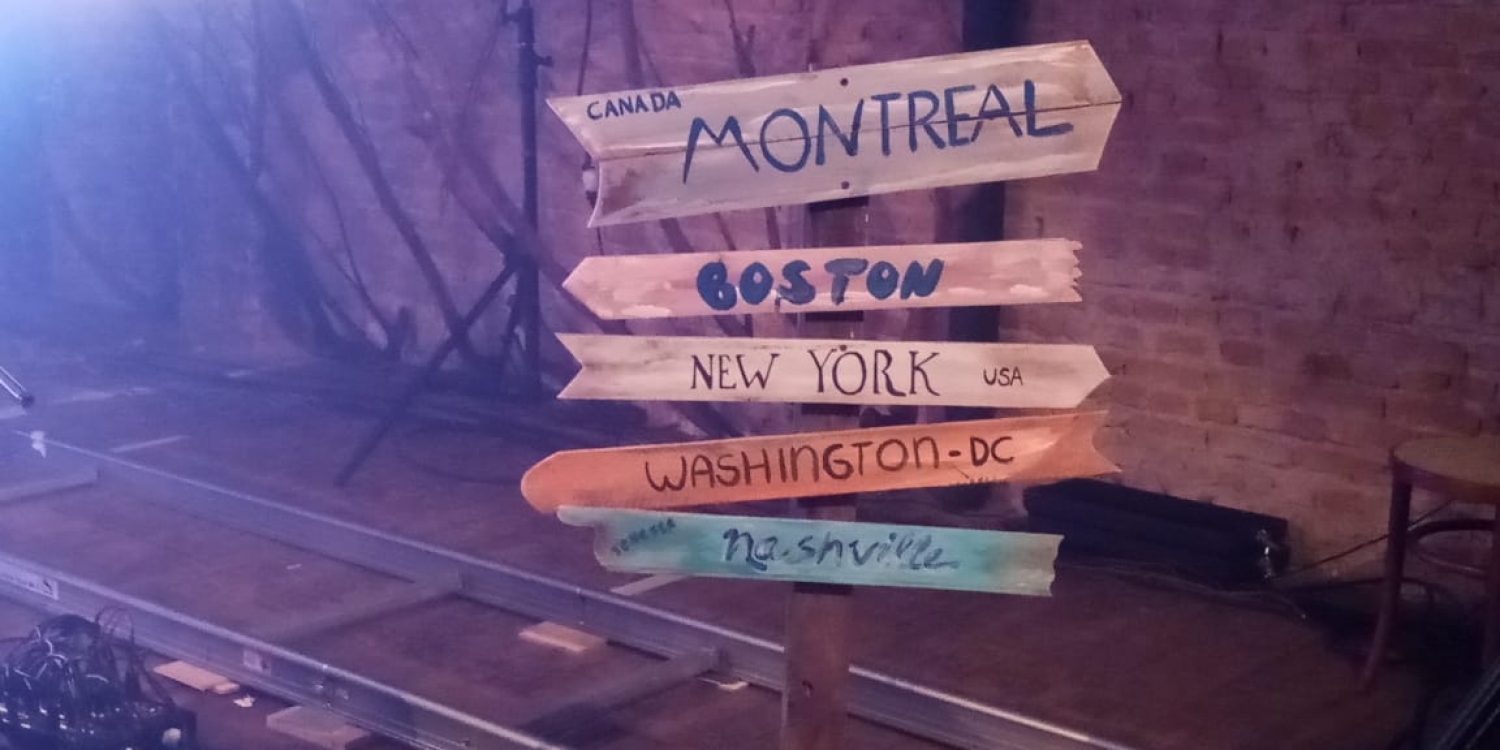 CANADA
MONTREAL
BOSTON
NEW YORK USA
WASHINGTON-DC
nashville